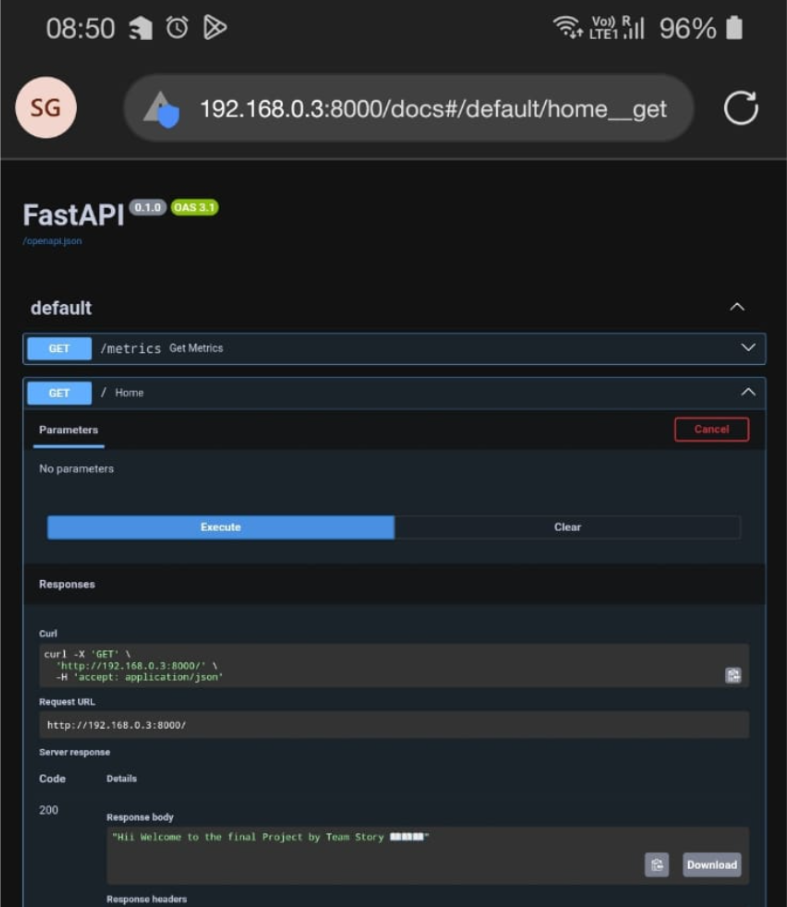 08:50
Vo)) R
LTE1 96%
SG
192.168.0.3:8000/docs#/default/home__get
FastAPI 0.1.0 OAS 3.1
/openapi.json
default
GET /metrics Get Metrics
GET / Home
Parameters Cancel
No parameters
Execute Clear
Responses
Curl
curl -X 'GET' \
'http://192.168.0.3:8000/' \
-H 'accept: application/json'
Request URL
http://192.168.0.3:8000/
Server response
Code Details
200
Response body
"Hii Welcome to the final Project by Team Story "
Download
Response headers